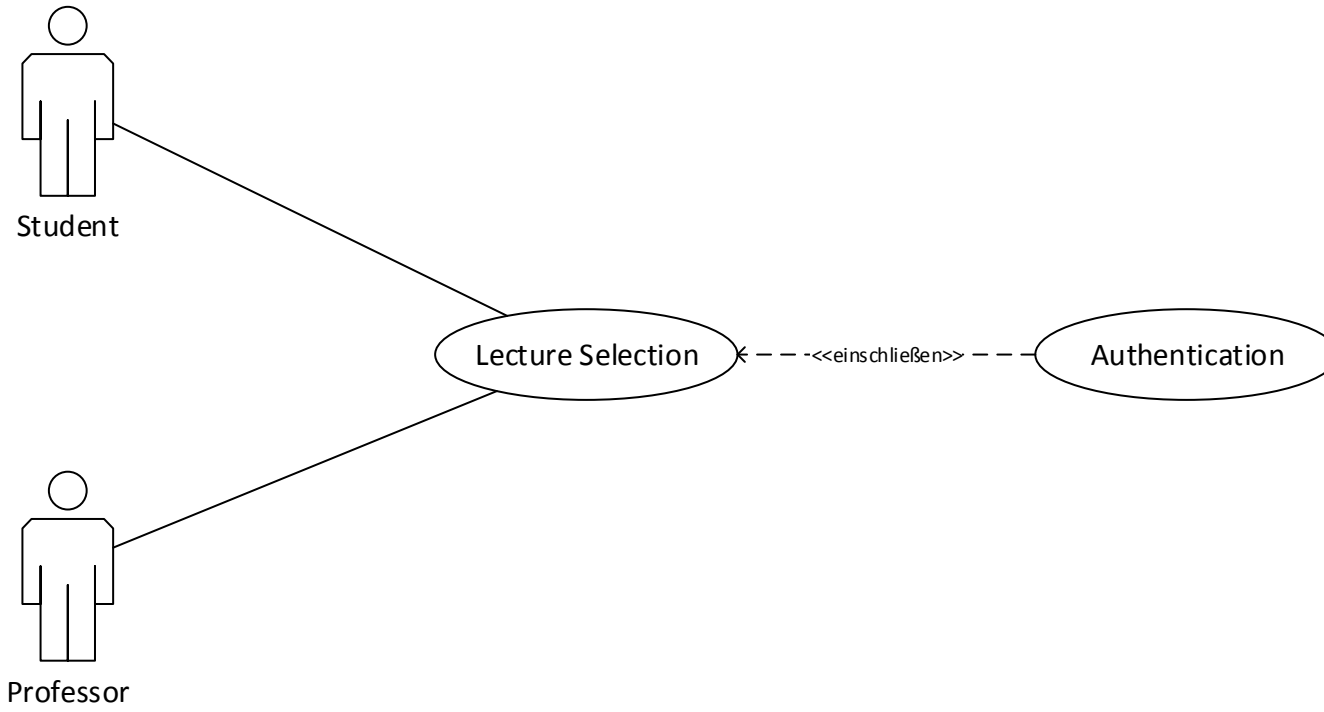 Student
Lecture Selection
<<einschließen>>
Authentication
Professor